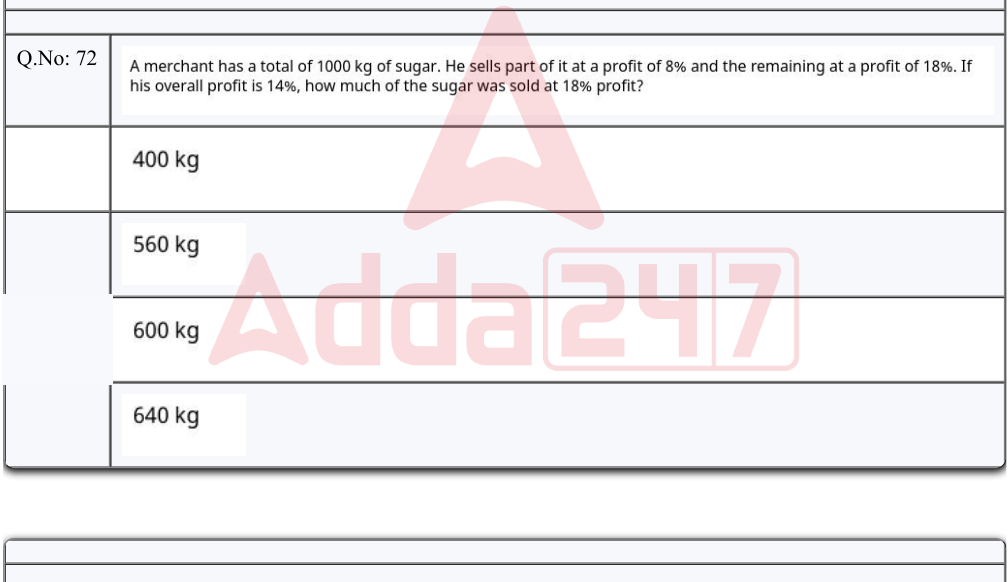 Q.No: 72
A merchant has a total of 1000 kg of sugar. He sells part of it at a profit of 8% and the remaining at a profit of 18%. If
his overall profit is 14%, how much of the sugar was sold at 18% profit?
400 kg
560 kg
600 kg
640 kg
Adda247